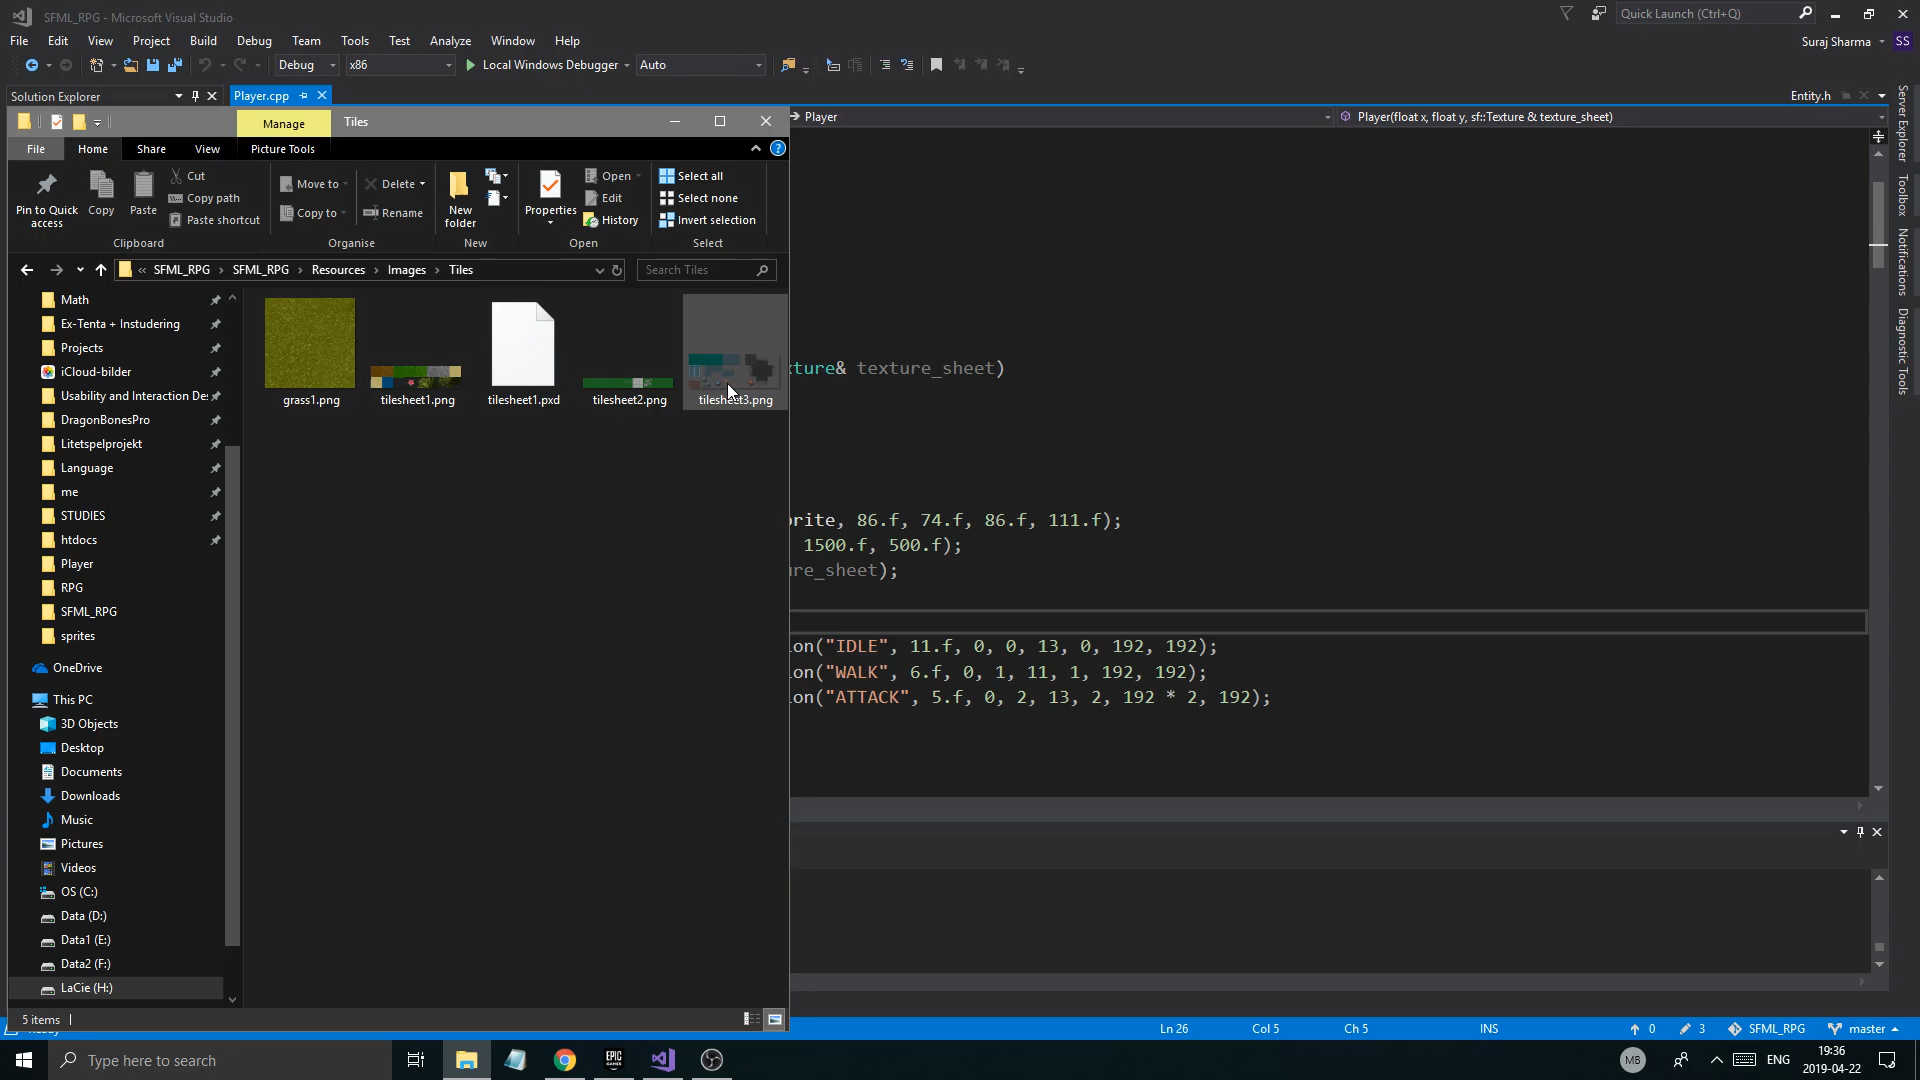 SFML_RPG - Microsoft Visual Studio
Quick Launch (Ctrl+Q)
File Edit View Project Build Debug Team Tools Test Analyze Window Help
Suraj Sharma SS
Debug x86 Local Windows Debugger Auto
Solution Explorer
Player.cpp
Entity.h
Manage
Tiles
Player
Player(float x, float y, sf::Texture & texture_sheet)
File Home Share View Picture Tools
Pin to Quick access
Copy
Paste
Cut
Copy path
Paste shortcut
Clipboard
Move to
Copy to
Delete
Rename
Organise
New folder
New
Properties
Open
Edit
History
Open
Select all
Select none
Invert selection
Select
« SFML_RPG › SFML_RPG › Resources › Images › Tiles
Search Tiles
Math
Ex-Tenta + Instudering
Projects
iCloud-bilder
Usability and Interaction De
DragonBonesPro
Litetspelprojekt
Language
me
STUDIES
htdocs
Player
RPG
SFML_RPG
sprites
OneDrive
This PC
3D Objects
Desktop
Documents
Downloads
Music
Pictures
Videos
OS (C:)
Data (D:)
Data1 (E:)
Data2 (F:)
LaCie (H:)
grass1.png
tilesheet1.png
tilesheet1.pxd
tilesheet2.png
tilesheet3.png
5 items
ture& texture_sheet)
rite, 86.f, 74.f, 86.f, 111.f);
1500.f, 500.f);
re_sheet);
on("IDLE", 11.f, 0, 0, 13, 0, 192, 192);
on("WALK", 6.f, 0, 1, 11, 1, 192, 192);
on("ATTACK", 5.f, 0, 2, 13, 2, 192 * 2, 192);
Server Explorer
Toolbox
Notifications
Diagnostic Tools
Ln 26
Col 5
Ch 5
INS
0
3
SFML_RPG
master
Type here to search
EPIC GAMES
MB
ENG
19:36
2019-04-22